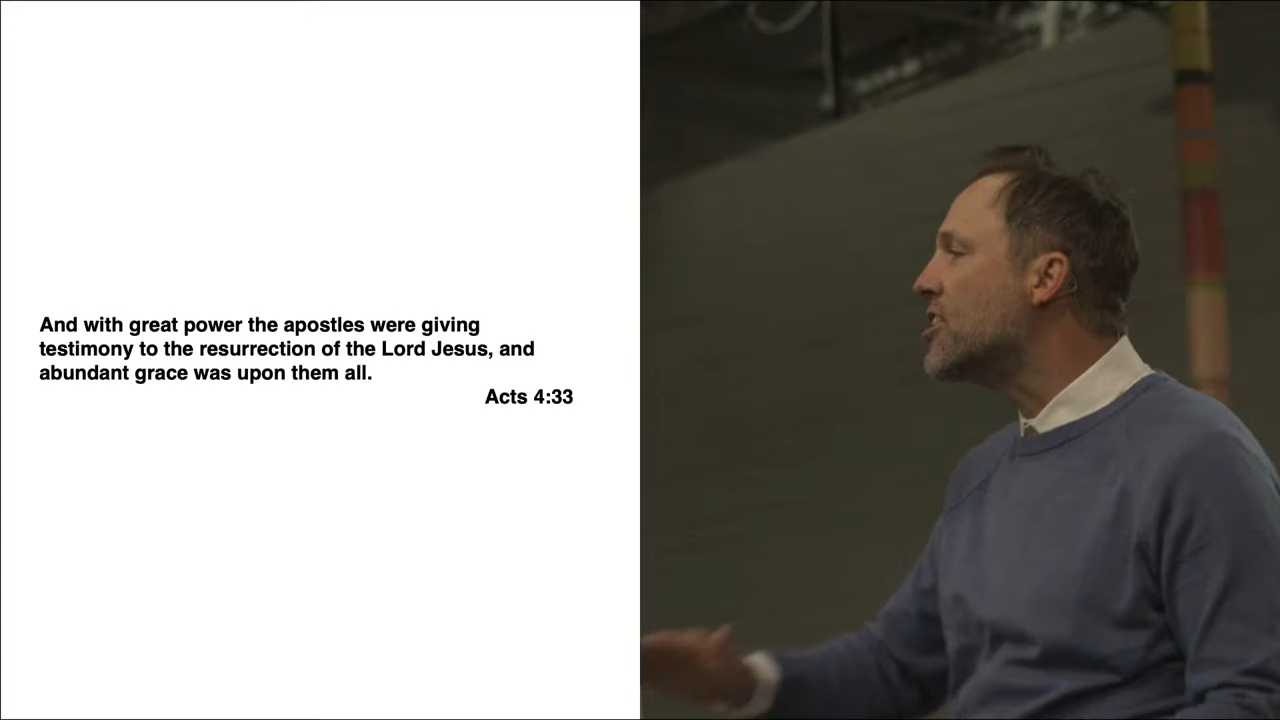 And with great power the apostles were giving
testimony to the resurrection of the Lord Jesus, and
abundant grace was upon them all.
Acts 4:33